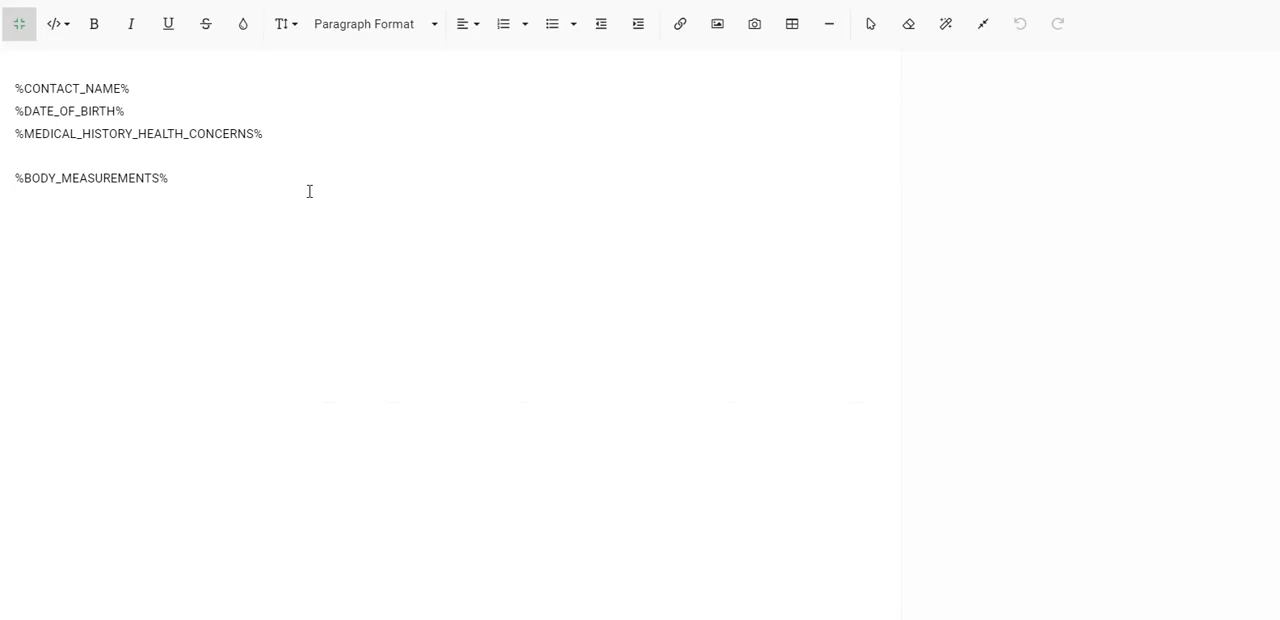 Paragraph Format
%CONTACT_NAME%
%DATE_OF_BIRTH%
%MEDICAL_HISTORY_HEALTH_CONCERNS%
%BODY_MEASUREMENTS%